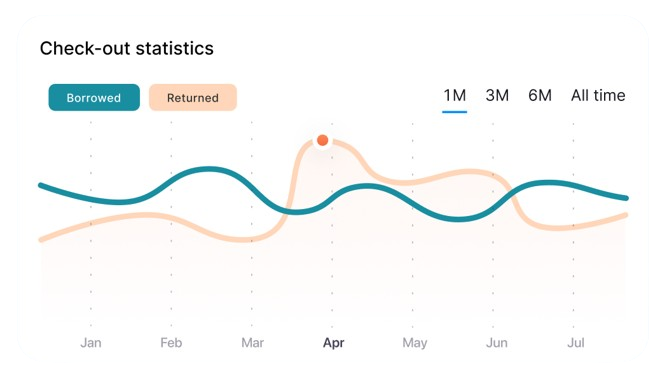 Check-out statistics
Borrowed Returned 1M 3M 6M All time
Jan Feb Mar Apr May Jun Jul